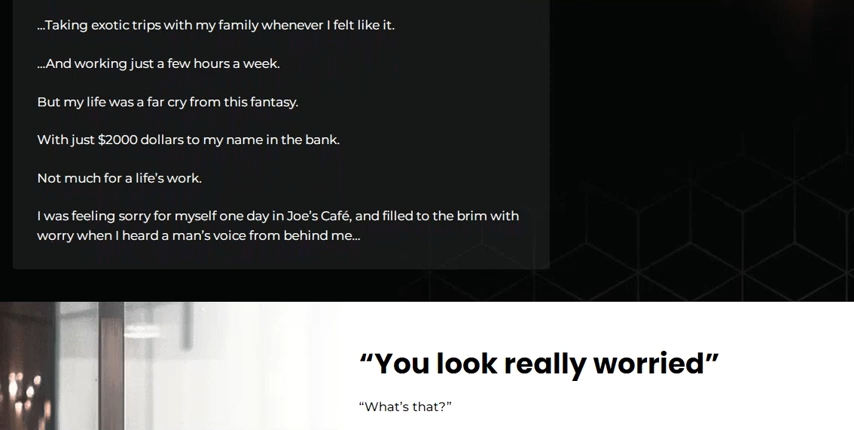 ...Taking exotic trips with my family whenever I felt like it.
...And working just a few hours a week.
But my life was a far cry from this fantasy.
With just $2000 dollars to my name in the bank.
Not much for a life’s work.
I was feeling sorry for myself one day in Joe’s Café, and filled to the brim with
worry when I heard a man’s voice from behind me...
“You look really worried”
“What’s that?”